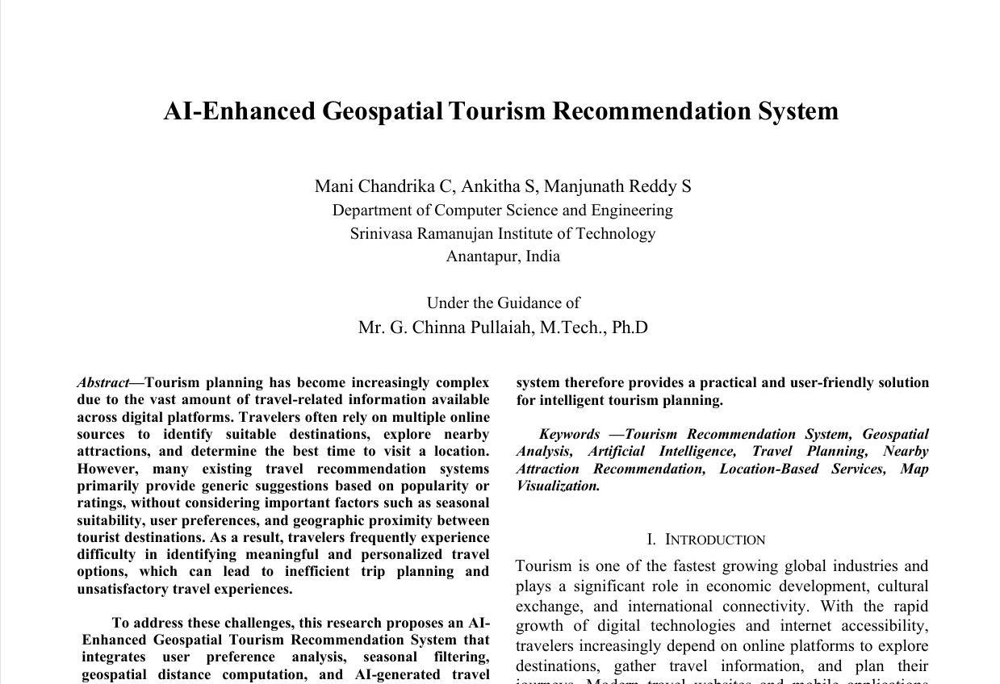 AI-Enhanced Geospatial Tourism Recommendation System
Mani Chandrika C, Ankitha S, Manjunath Reddy S
Department of Computer Science and Engineering
Srinivasa Ramanujan Institute of Technology
Anantapur, India
Under the Guidance of
Mr. G. Chinna Pullaiah, M.Tech., Ph.D
Abstract—Tourism planning has become increasingly complex
due to the vast amount of travel-related information available
across digital platforms. Travelers often rely on multiple online
sources to identify suitable destinations, explore nearby
attractions, and determine the best time to visit a location.
However, many existing travel recommendation systems
primarily provide generic suggestions based on popularity or
ratings, without considering important factors such as seasonal
suitability, user preferences, and geographic proximity between
tourist destinations. As a result, travelers frequently experience
difficulty in identifying meaningful and personalized travel
options, which can lead to inefficient trip planning and
unsatisfactory travel experiences.
To address these challenges, this research proposes an AI-
Enhanced Geospatial Tourism Recommendation System that
integrates user preference analysis, seasonal filtering,
geospatial distance computation, and AI-generated travel
system therefore provides a practical and user-friendly solution
for intelligent tourism planning.
Keywords —Tourism Recommendation System, Geospatial
Analysis, Artificial Intelligence, Travel Planning, Nearby
Attraction Recommendation, Location-Based Services, Map
Visualization.
I. INTRODUCTION
Tourism is one of the fastest growing global industries and
plays a significant role in economic development, cultural
exchange, and international connectivity. With the rapid
growth of digital technologies and internet accessibility,
travelers increasingly depend on online platforms to explore
destinations, gather travel information, and plan their
journeys. Modern travel websites and mobile applications